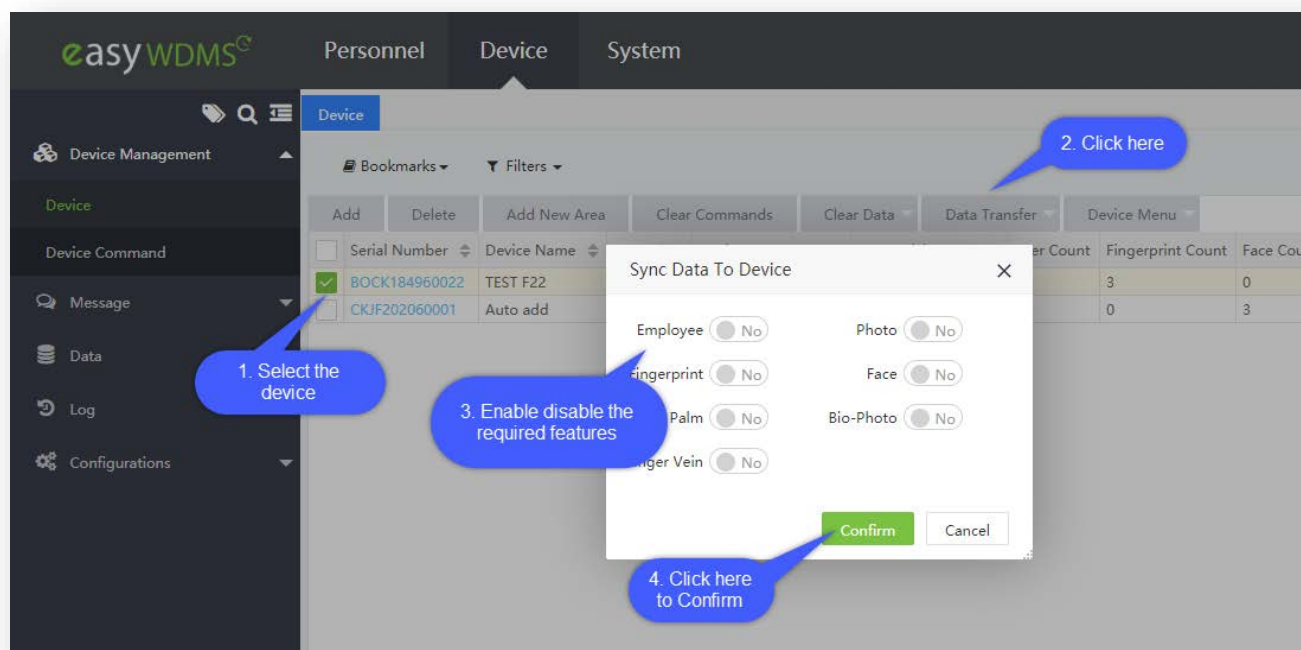 easy WDMS
Personnel
Device
System
Device
2. Click here
Device Management
Bookmarks
Filters
Device
Add
Delete
Add New Area
Clear Commands
Clear Data
Data Transfer
Device Menu
Device Command
Serial Number
Device Name
Count
Fingerprint Count
Face
BOCK184960022
TEST F22
3
0
CKJF202060001
Auto add
0
3
Sync Data To Device
Message
Employee No
Photo No
Data
1. Select the
device
Fingerprint No
Face No
Log
3. Enable disable the
required features
Palm No
Bio-Photo No
Configurations
Vein No
Confirm
Cancel
4. Click here
to Confirm